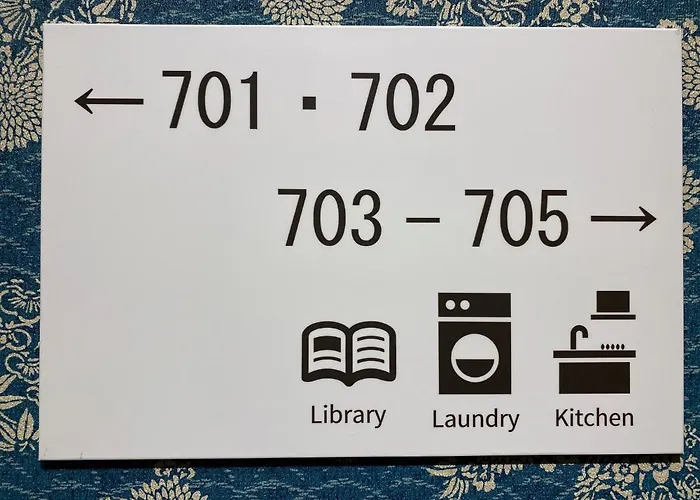 ← 701 ▪ 702
703 − 705 →
Library Laundry Kitchen